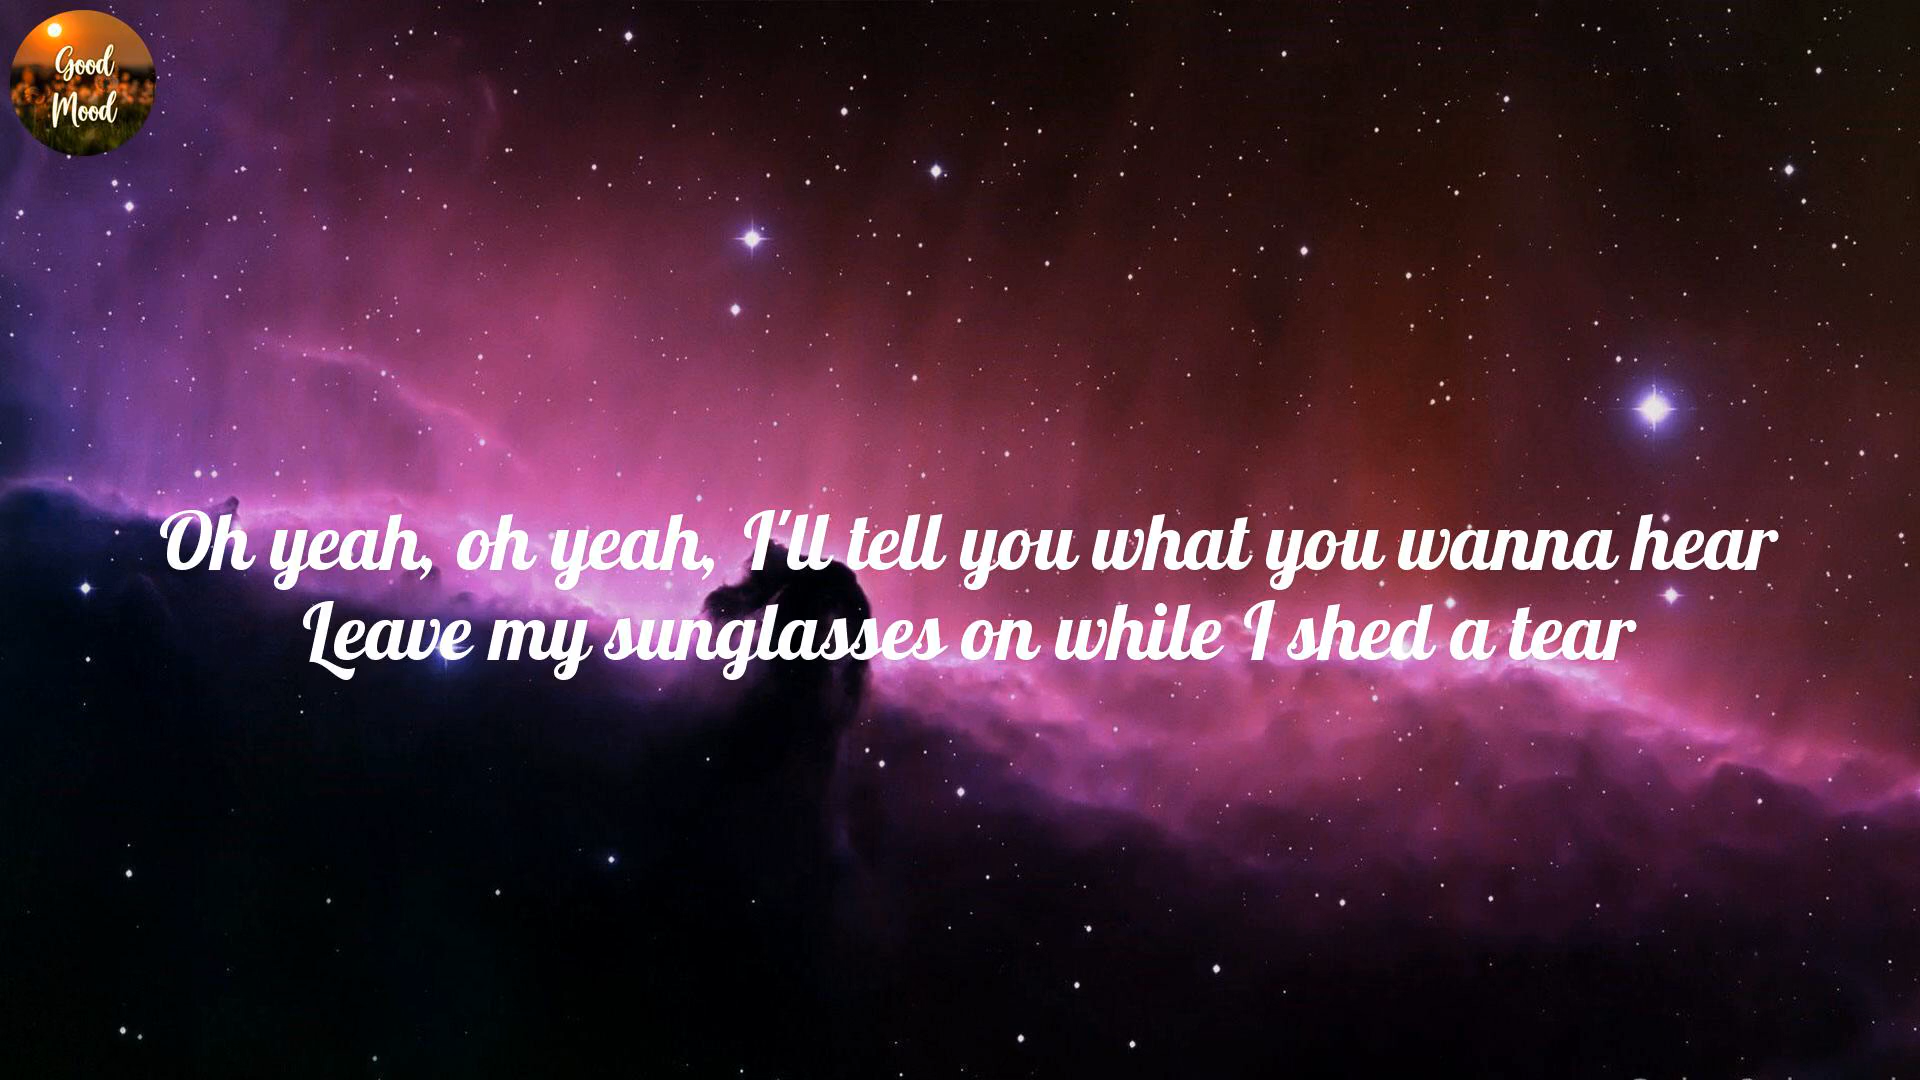 Good
Mood
Oh yeah, oh yeah, I'll tell you what you wanna hear
Leave my sunglasses on while I shed a tear